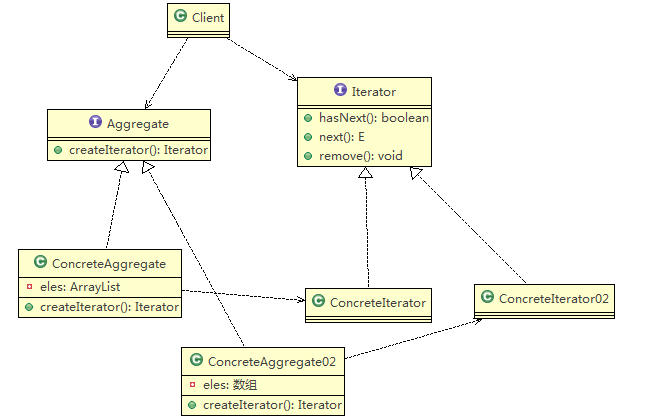 C Client
I Iterator
hasNext(): boolean
next(): E
remove(): void
I Aggregate
createIterator(): Iterator
C ConcreteAggregate
eles: ArrayList
createIterator(): Iterator
C ConcreteIterator
C ConcreteIterator02
C ConcreteAggregate02
eles: 数组
createIterator(): Iterator